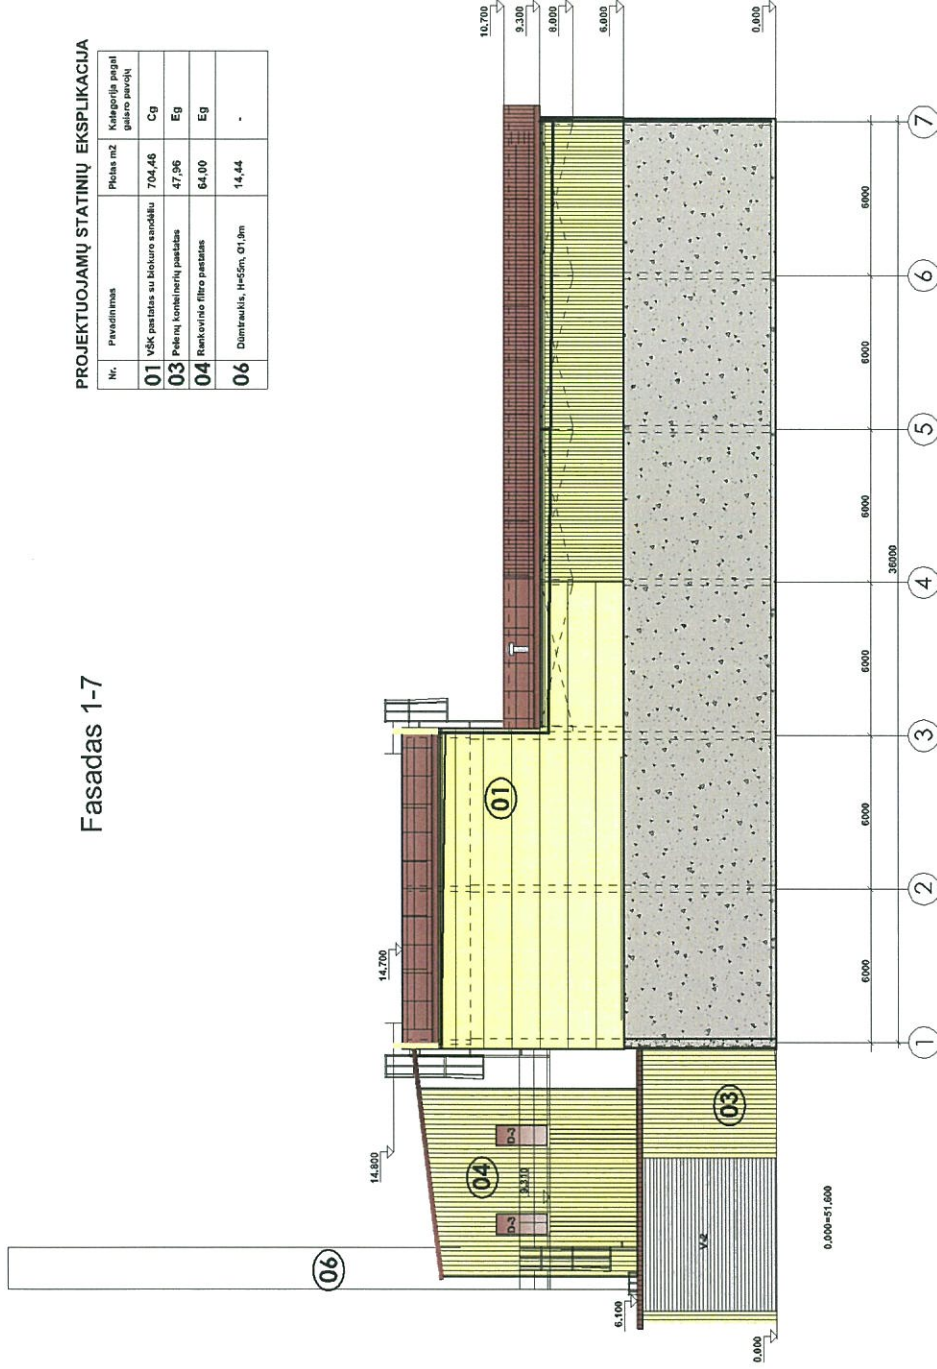 Fasadas 1-7
PROJEKTUOJAMŲ STATINIŲ EKSPLIKACIJA
Nr. Pavadinimas Plotas m2 Kategorija pagal gaisro pavojų
01 VŠK pastatas su biokuro sandėliu 704,46 Cg
03 Pelenų konteinerių pastatas 47,96 Eg
04 Rankovinio filtro pastatas 64,00 Eg
06 Dūmtraukis, H=55m, Ø1,9m 14,44 -
06
14.800
14.700
04
D-3
D-3
9.310
01
6.100
03
V-2
0.000
10.700
9.300
8.000
6.000
0.000
6000
6000
6000
6000
6000
6000
36000
1
2
3
4
5
6
7
0.000=51.600